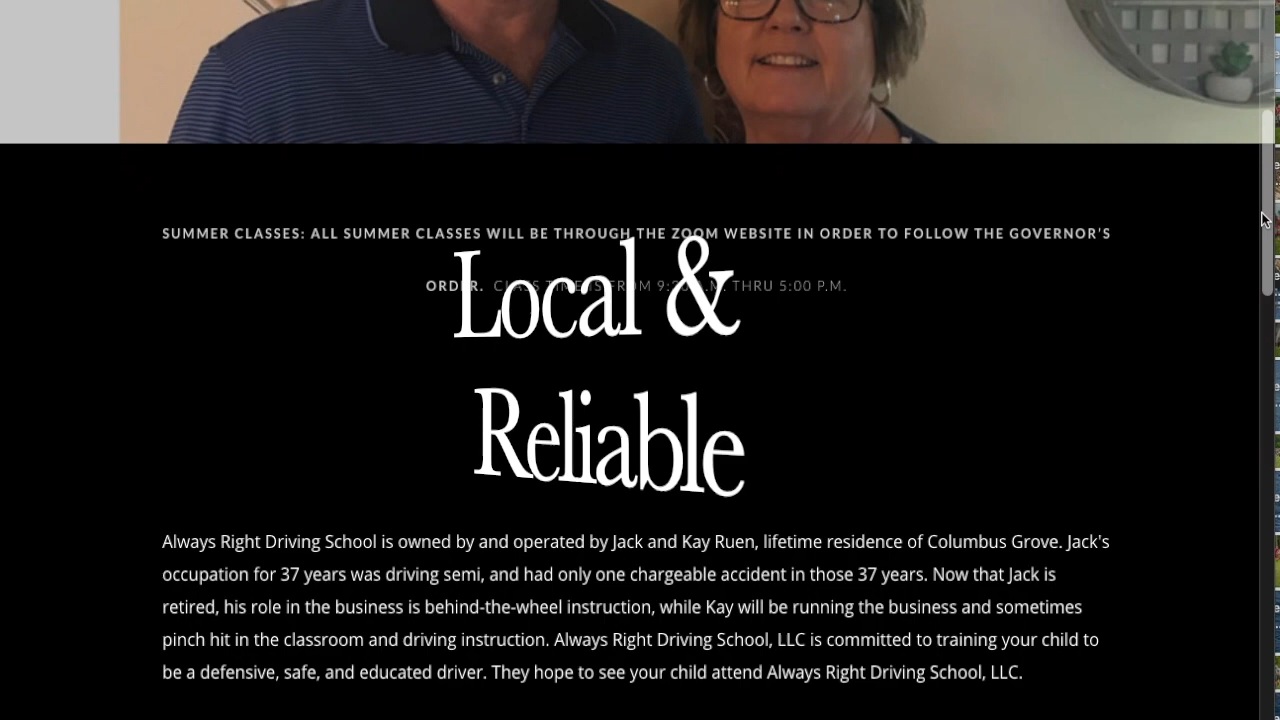 SUMMER CLASSES: ALL SUMMER CLASSES WILL BE THROUGH THE ZOOM WEBSITE IN ORDER TO FOLLOW THE GOVERNOR'S
ORDER. CLASS TIME IS FROM 9:30 A.M. THRU 5:00 P.M.
Local &
Reliable
Always Right Driving School is owned by and operated by Jack and Kay Ruen, lifetime residence of Columbus Grove. Jack's
occupation for 37 years was driving semi, and had only one chargeable accident in those 37 years. Now that Jack is
retired, his role in the business is behind-the-wheel instruction, while Kay will be running the business and sometimes
pinch hit in the classroom and driving instruction. Always Right Driving School, LLC is committed to training your child to
be a defensive, safe, and educated driver. They hope to see your child attend Always Right Driving School, LLC.